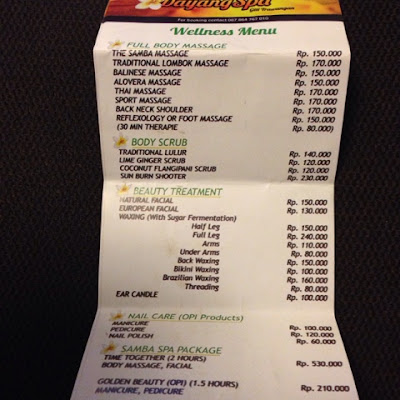 DayangSpa
For booking contact 087 864 767 010
Wellness Menu
FULL BODY MASSAGE
THE SAMBA MASSAGE Rp. 150.000
TRADITIONAL LOMBOK MASSAGE Rp. 170.000
BALINESE MASSAGE Rp. 150.000
ALOVERA MASSAGE Rp. 150.000
THAI MASSAGE Rp. 170.000
SPORT MASSAGE Rp. 170.000
BACK NECK SHOULDER Rp. 170.000
REFLEXOLOGY OR FOOT MASSAGE Rp. 150.000
(30 MIN THERAPIE Rp. 80.000)
BODY SCRUB
TRADITIONAL LULUR Rp. 140.000
LIME GINGER SCRUB Rp. 120.000
COCONUT FLANGIPANI SCRUB Rp. 120.000
SUN BURN SHOOTER Rp. 230.000
BEAUTY TREATMENT
NATURAL FACIAL Rp. 150.000
EUROPEAN FACIAL Rp. 130.000
WAXING (With Sugar Fermentation)
Half Leg Rp. 150.000
Full Leg Rp. 240.000
Arms Rp. 110.000
Under Arms Rp. 80.000
Back Waxing Rp. 150.000
Bikini Waxing Rp. 100.000
Brazilian Waxing Rp. 160.000
Threading Rp. 80.000
EAR CANDLE Rp. 100.000
NAIL CARE (OPI Products)
MANICURE Rp. 100.000
PEDICURE Rp. 120.000
NAIL POLISH Rp. 60.000
SAMBA SPA PACKAGE
TIME TOGETHER (2 HOURS) Rp. 530.000
BODY MASSAGE, FACIAL
GOLDEN BEAUTY (OPI) (1.5 HOURS) Rp. 210.000
MANICURE, PEDICURE